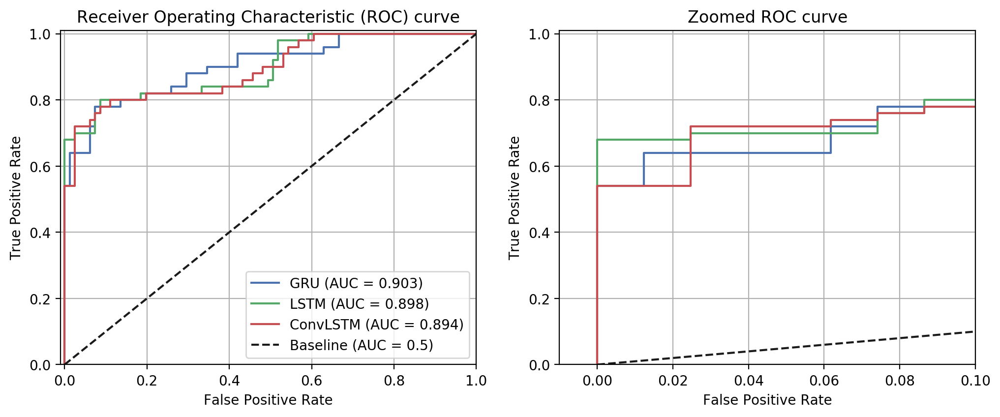 Receiver Operating Characteristic (ROC) curve
1.0
0.8
0.6
0.4
0.2
0.0
True Positive Rate
GRU (AUC = 0.903)
LSTM (AUC = 0.898)
ConvLSTM (AUC = 0.894)
Baseline (AUC = 0.5)
0.0 0.2 0.4 0.6 0.8 1.0
False Positive Rate
Zoomed ROC curve
1.0
0.8
0.6
0.4
0.2
0.0
True Positive Rate
0.00 0.02 0.04 0.06 0.08 0.10
False Positive Rate